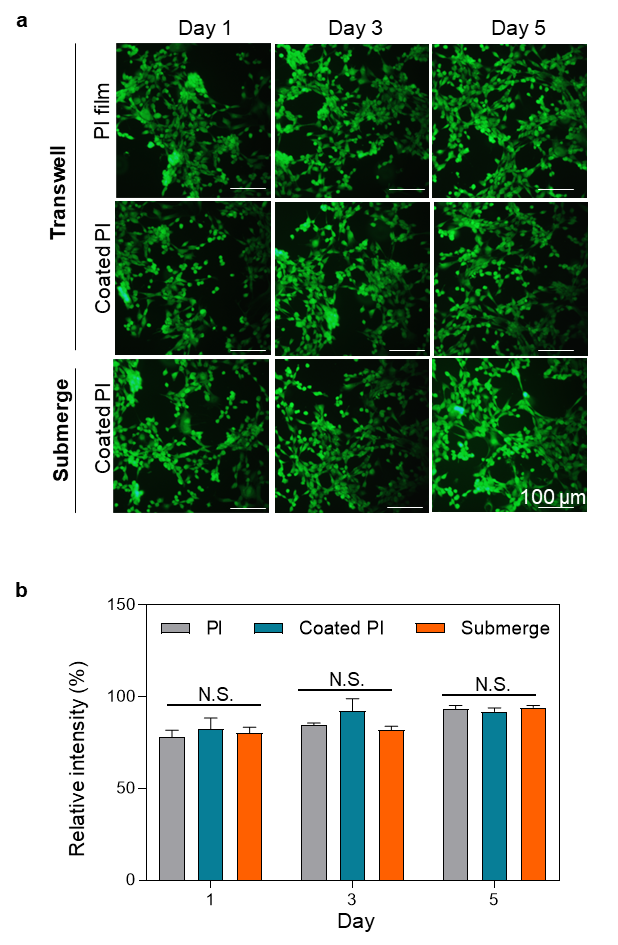 a
Day 1 Day 3 Day 5
Transwell
PI film
Coated PI
Submerge
Coated PI
100 µm
b
PI Coated PI Submerge
N.S. N.S. N.S.
Relative intensity (%)
150
100
50
0
1 3 5
Day